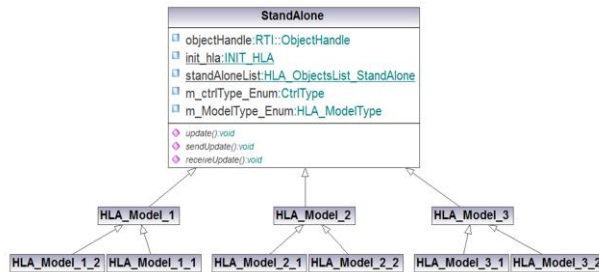 StandAlone
objectHandle:RTI::ObjectHandle
init_hla:INIT_HLA
standAloneList:HLA_ObjectsList_StandAlone
m_ctrlType_Enum:CtrlType
m_ModelType_Enum:HLA_ModelType
update():void
sendUpdate():void
receiveUpdate():void
HLA_Model_1 HLA_Model_2 HLA_Model_3
HLA_Model_1_2 HLA_Model_1_1 HLA_Model_2_1 HLA_Model_2_2 HLA_Model_3_1 HLA_Model_3_2